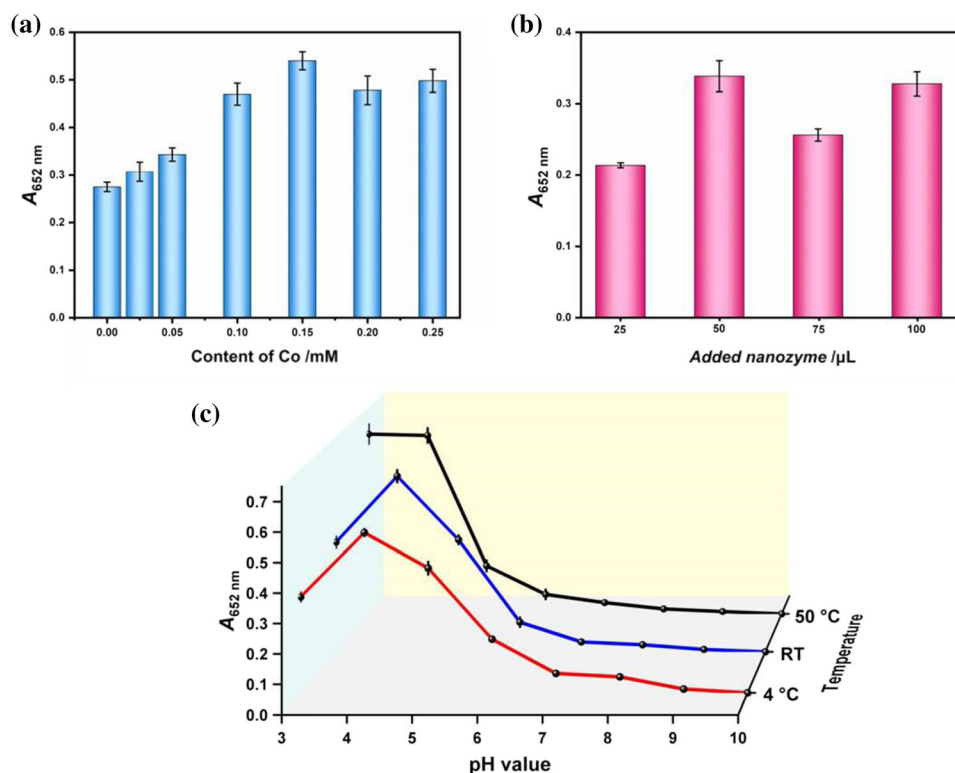 (a)
0.6
0.5
0.4
0.3
0.2
0.1
0.0
A652 nm
0.00 0.05 0.10 0.15 0.20 0.25
Content of Co /mM
(b)
0.4
0.3
0.2
0.1
0.0
A652 nm
25 50 75 100
Added nanozyme /µL
(c)
0.7
0.6
0.5
0.4
0.3
0.2
0.1
0.0
A652 nm
3 4 5 6 7 8 9 10
pH value
50 °C
RT
4 °C
Temperature